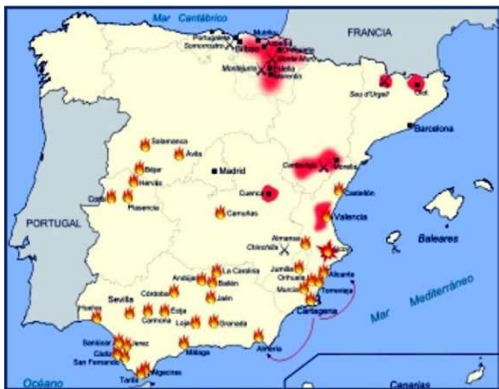 Mar Cantábrico
FRANCIA
Portugalete
Somorrostro
Bilbao
Montejurra
Estella
Seu d'Urgell
Olot
Barcelona
Salamanca
Ávila
Béjar
Hervás
Coria
Plasencia
Madrid
Cantavieja
Morella
Cuenca
Castellón
Camuñas
Valencia
PORTUGAL
Baleares
Almansa
Chinchilla
Alcoy
Jumilla
Alicante
Orihuela
Murcia
Torrevieja
Cartagena
Mar Mediterráneo
La Carolina
Andújar
Bailén
Córdoba
Jaén
Sevilla
Huelva
Carmona
Écija
Loja
Granada
Sanlúcar
Jerez
Cádiz
San Fernando
Málaga
Almería
Algeciras
Tarifa
Océano
Canarias